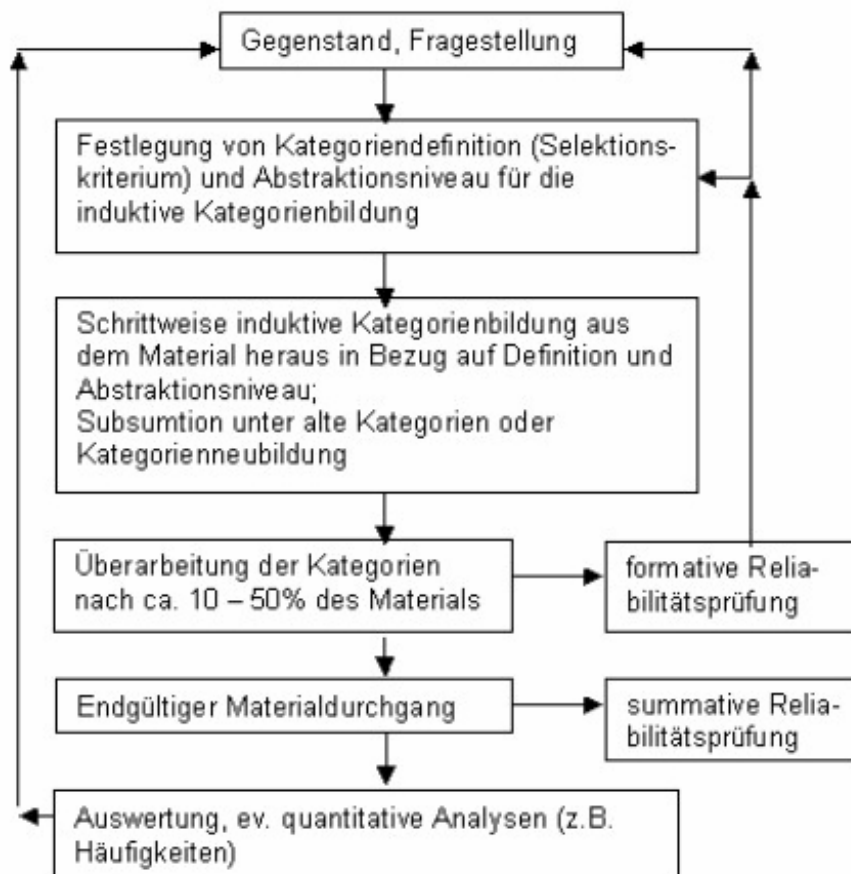 Gegenstand, Fragestellung
Festlegung von Kategoriendefinition (Selektions-
kriterium) und Abstraktionsniveau für die
induktive Kategorienbildung
Schrittweise induktive Kategorienbildung aus
dem Material heraus in Bezug auf Definition und
Abstraktionsniveau;
Subsumtion unter alte Kategorien oder
Kategorienneubildung
Überarbeitung der Kategorien
nach ca. 10 – 50% des Materials
formative Relia-
bilitätsprüfung
Endgültiger Materialdurchgang
summative Relia-
bilitätsprüfung
Auswertung, ev. quantitative Analysen (z.B.
Häufigkeiten)